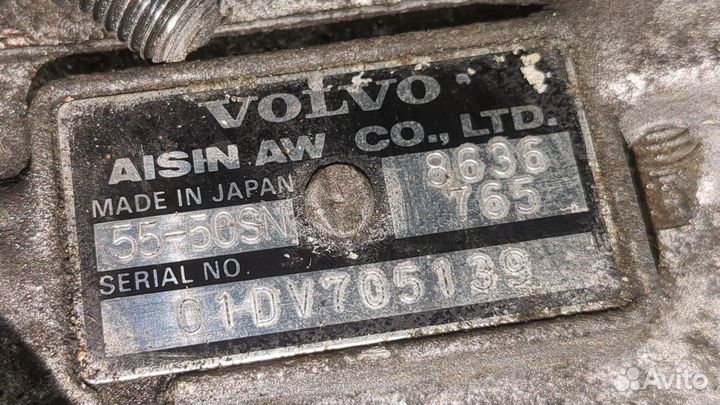 VOLVO
AISIN AW CO., LTD.
MADE IN JAPAN
8636
55-50SN
765
SERIAL NO.
01DV705139
Avito